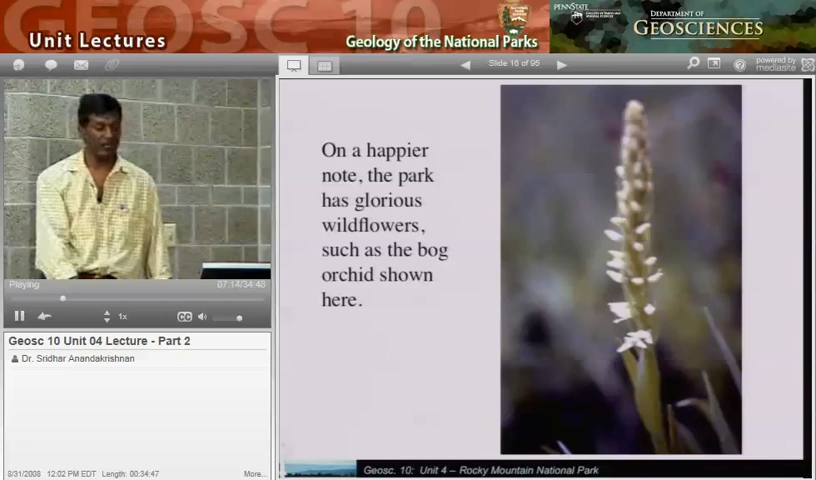 GEOSC 10
Unit Lectures
Geology of the National Parks
PENNSTATE
DEPARTMENT OF
GEOSCIENCES
Slide 16 of 95
powered by
mediasite
On a happier
note, the park
has glorious
wildflowers,
such as the bog
orchid shown
here.
Playing
07:14/34:48
1x
CC
Geosc 10 Unit 04 Lecture - Part 2
Dr. Sridhar Anandakrishnan
8/31/2008 12:02 PM EDT Length: 00:34:47 More...
Geosc. 10: Unit 4 – Rocky Mountain National Park